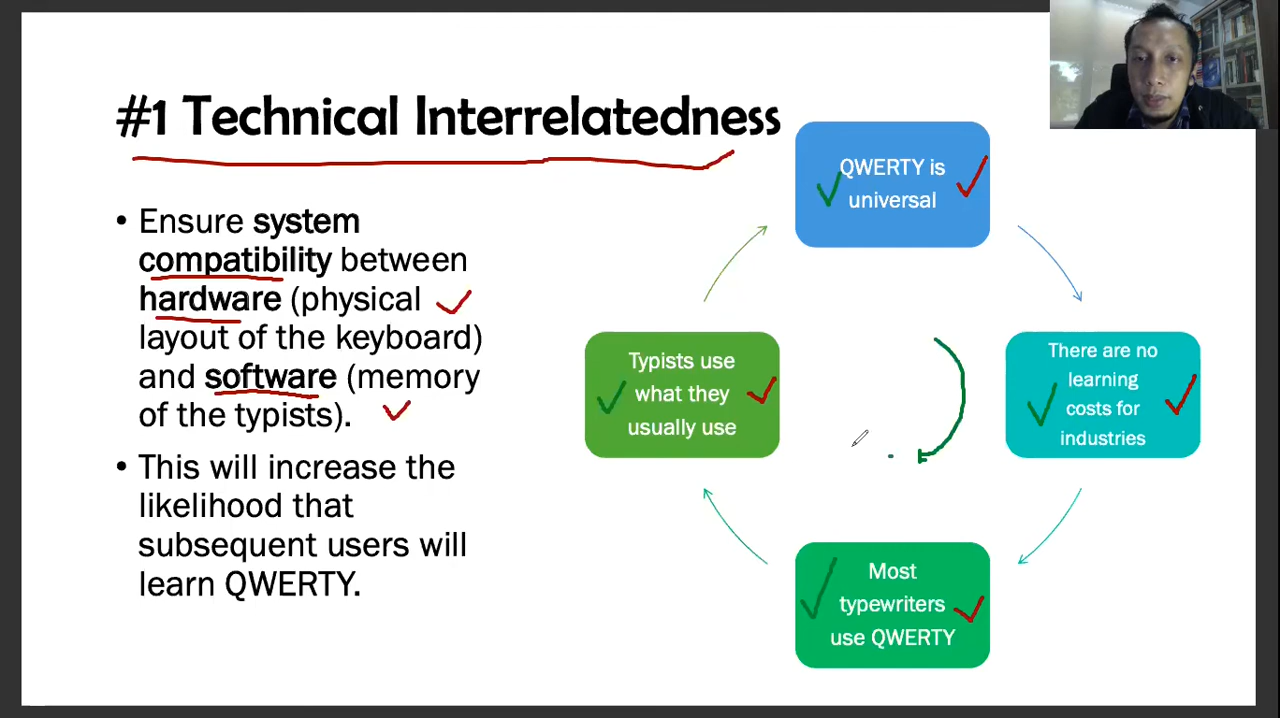 #1 Technical Interrelatedness
• Ensure system
compatibility between
hardware (physical
layout of the keyboard)
and software (memory
of the typists).
• This will increase the
likelihood that
subsequent users will
learn QWERTY.
QWERTY is
universal
There are no
learning
costs for
industries
Most
typewriters
use QWERTY
Typists use
what they
usually use